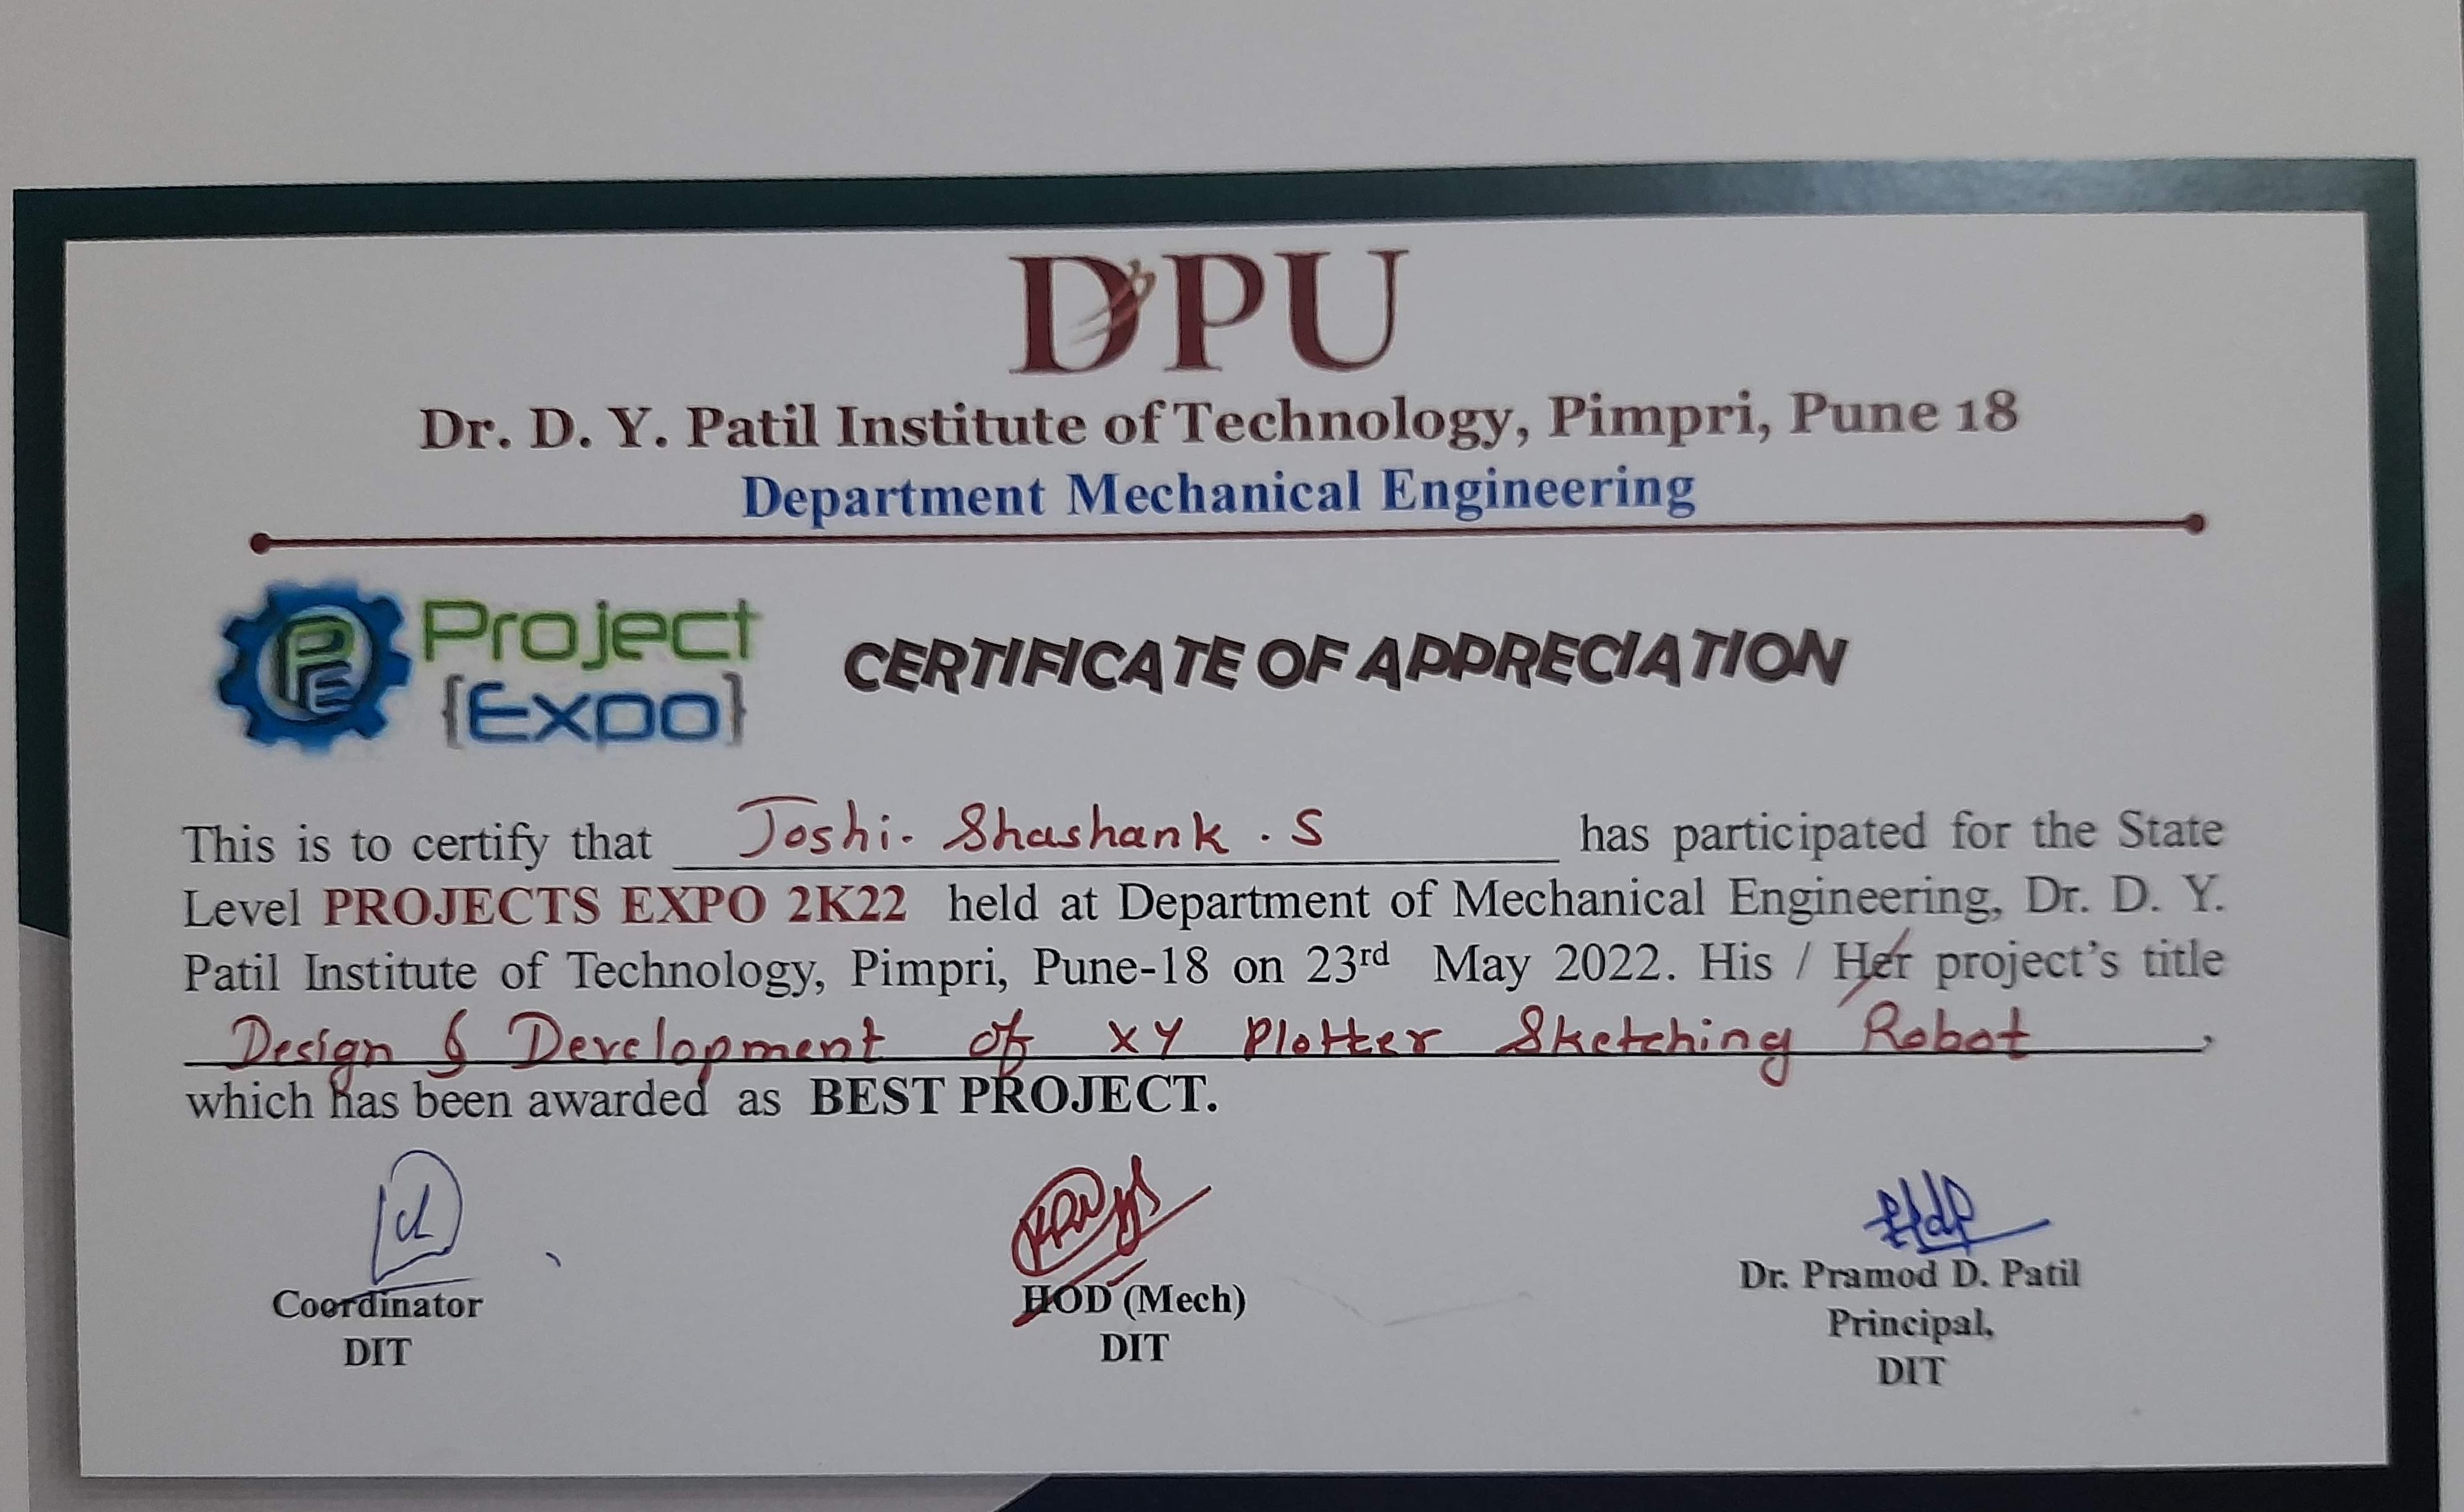 DPU
Dr. D. Y. Patil Institute of Technology, Pimpri, Pune 18
Department Mechanical Engineering
PE Project
{Expo}
CERTIFICATE OF APPRECIATION
This is to certify that Joshi. Shashank . S has participated for the State
Level PROJECTS EXPO 2K22 held at Department of Mechanical Engineering, Dr. D. Y.
Patil Institute of Technology, Pimpri, Pune-18 on 23rd May 2022. His / Her project's title
Design & Development of XY Plotter Sketching Robot ,
which has been awarded as BEST PROJECT.
Coordinator
DIT
HOD (Mech)
DIT
Dr. Pramod D. Patil
Principal,
DIT